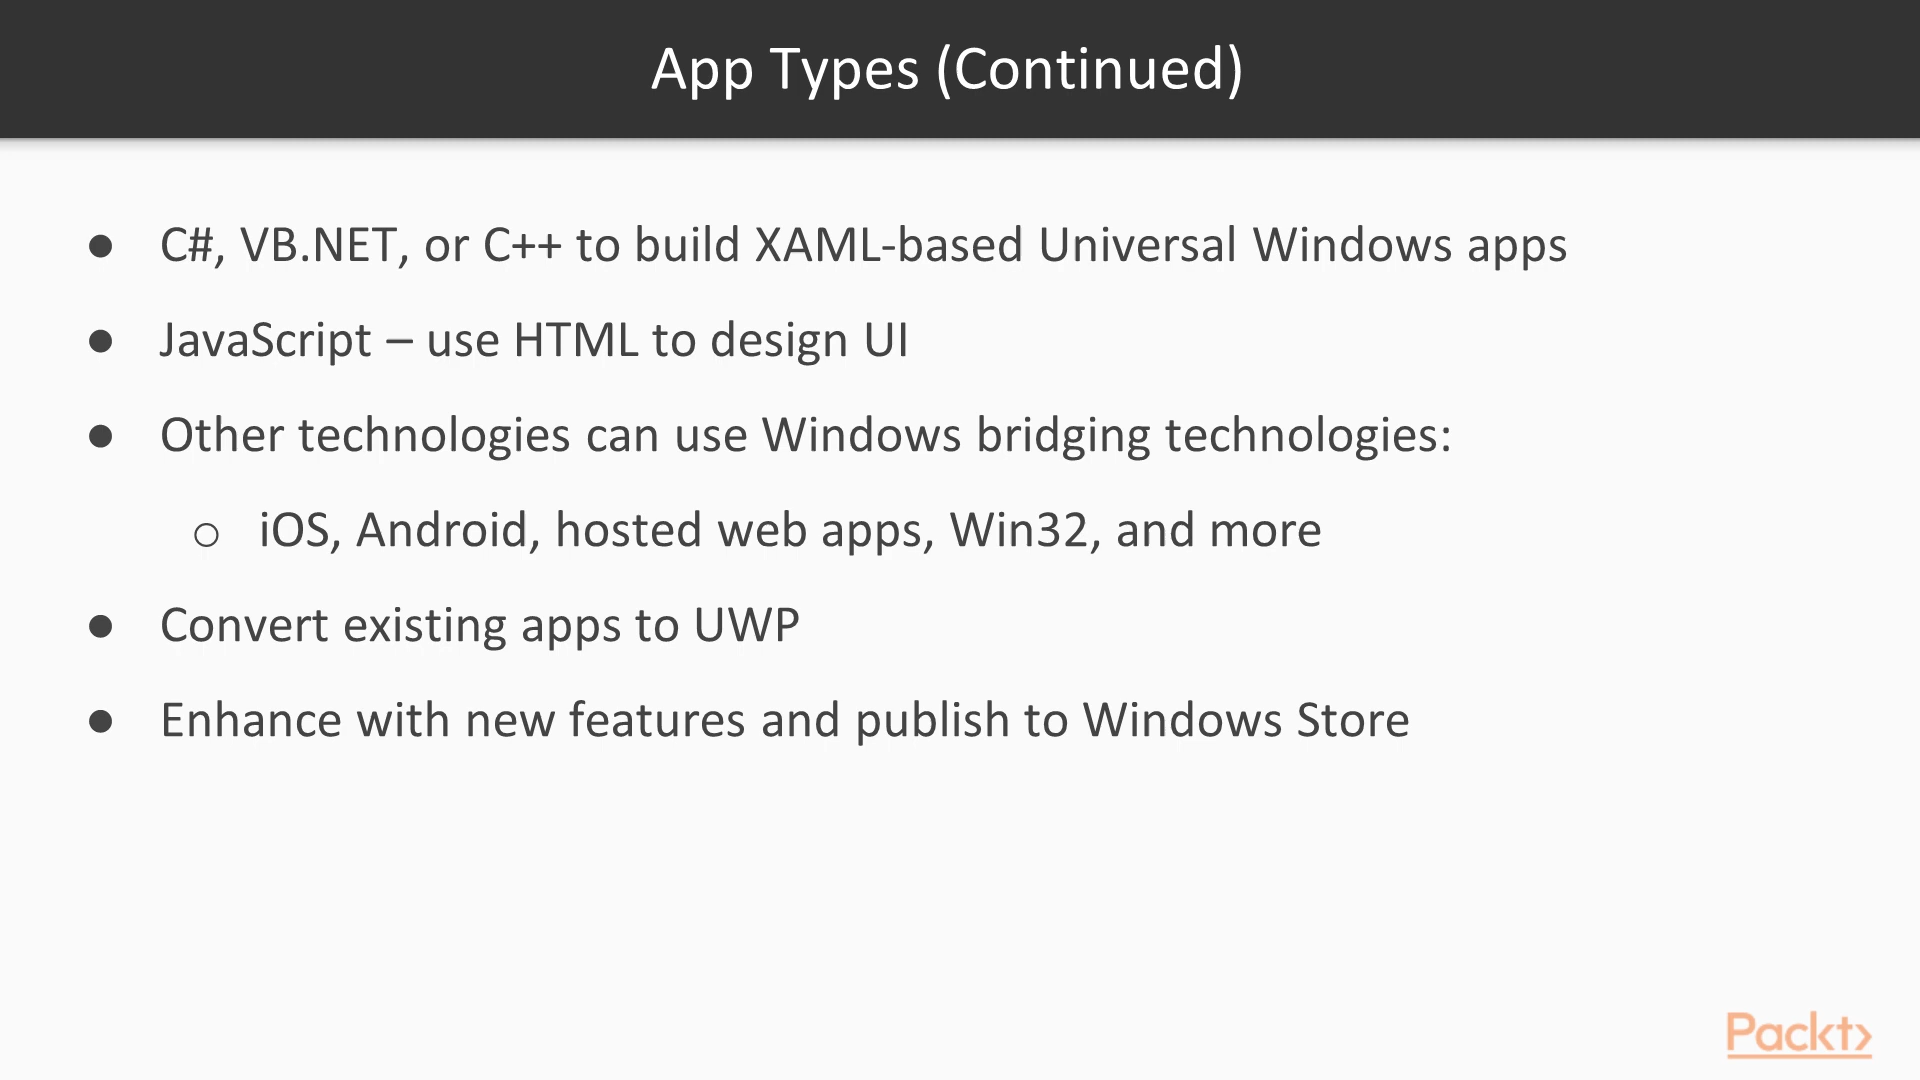 App Types (Continued)
● C#, VB.NET, or C++ to build XAML-based Universal Windows apps
● JavaScript – use HTML to design UI
● Other technologies can use Windows bridging technologies:
○ iOS, Android, hosted web apps, Win32, and more
● Convert existing apps to UWP
● Enhance with new features and publish to Windows Store
Packt>